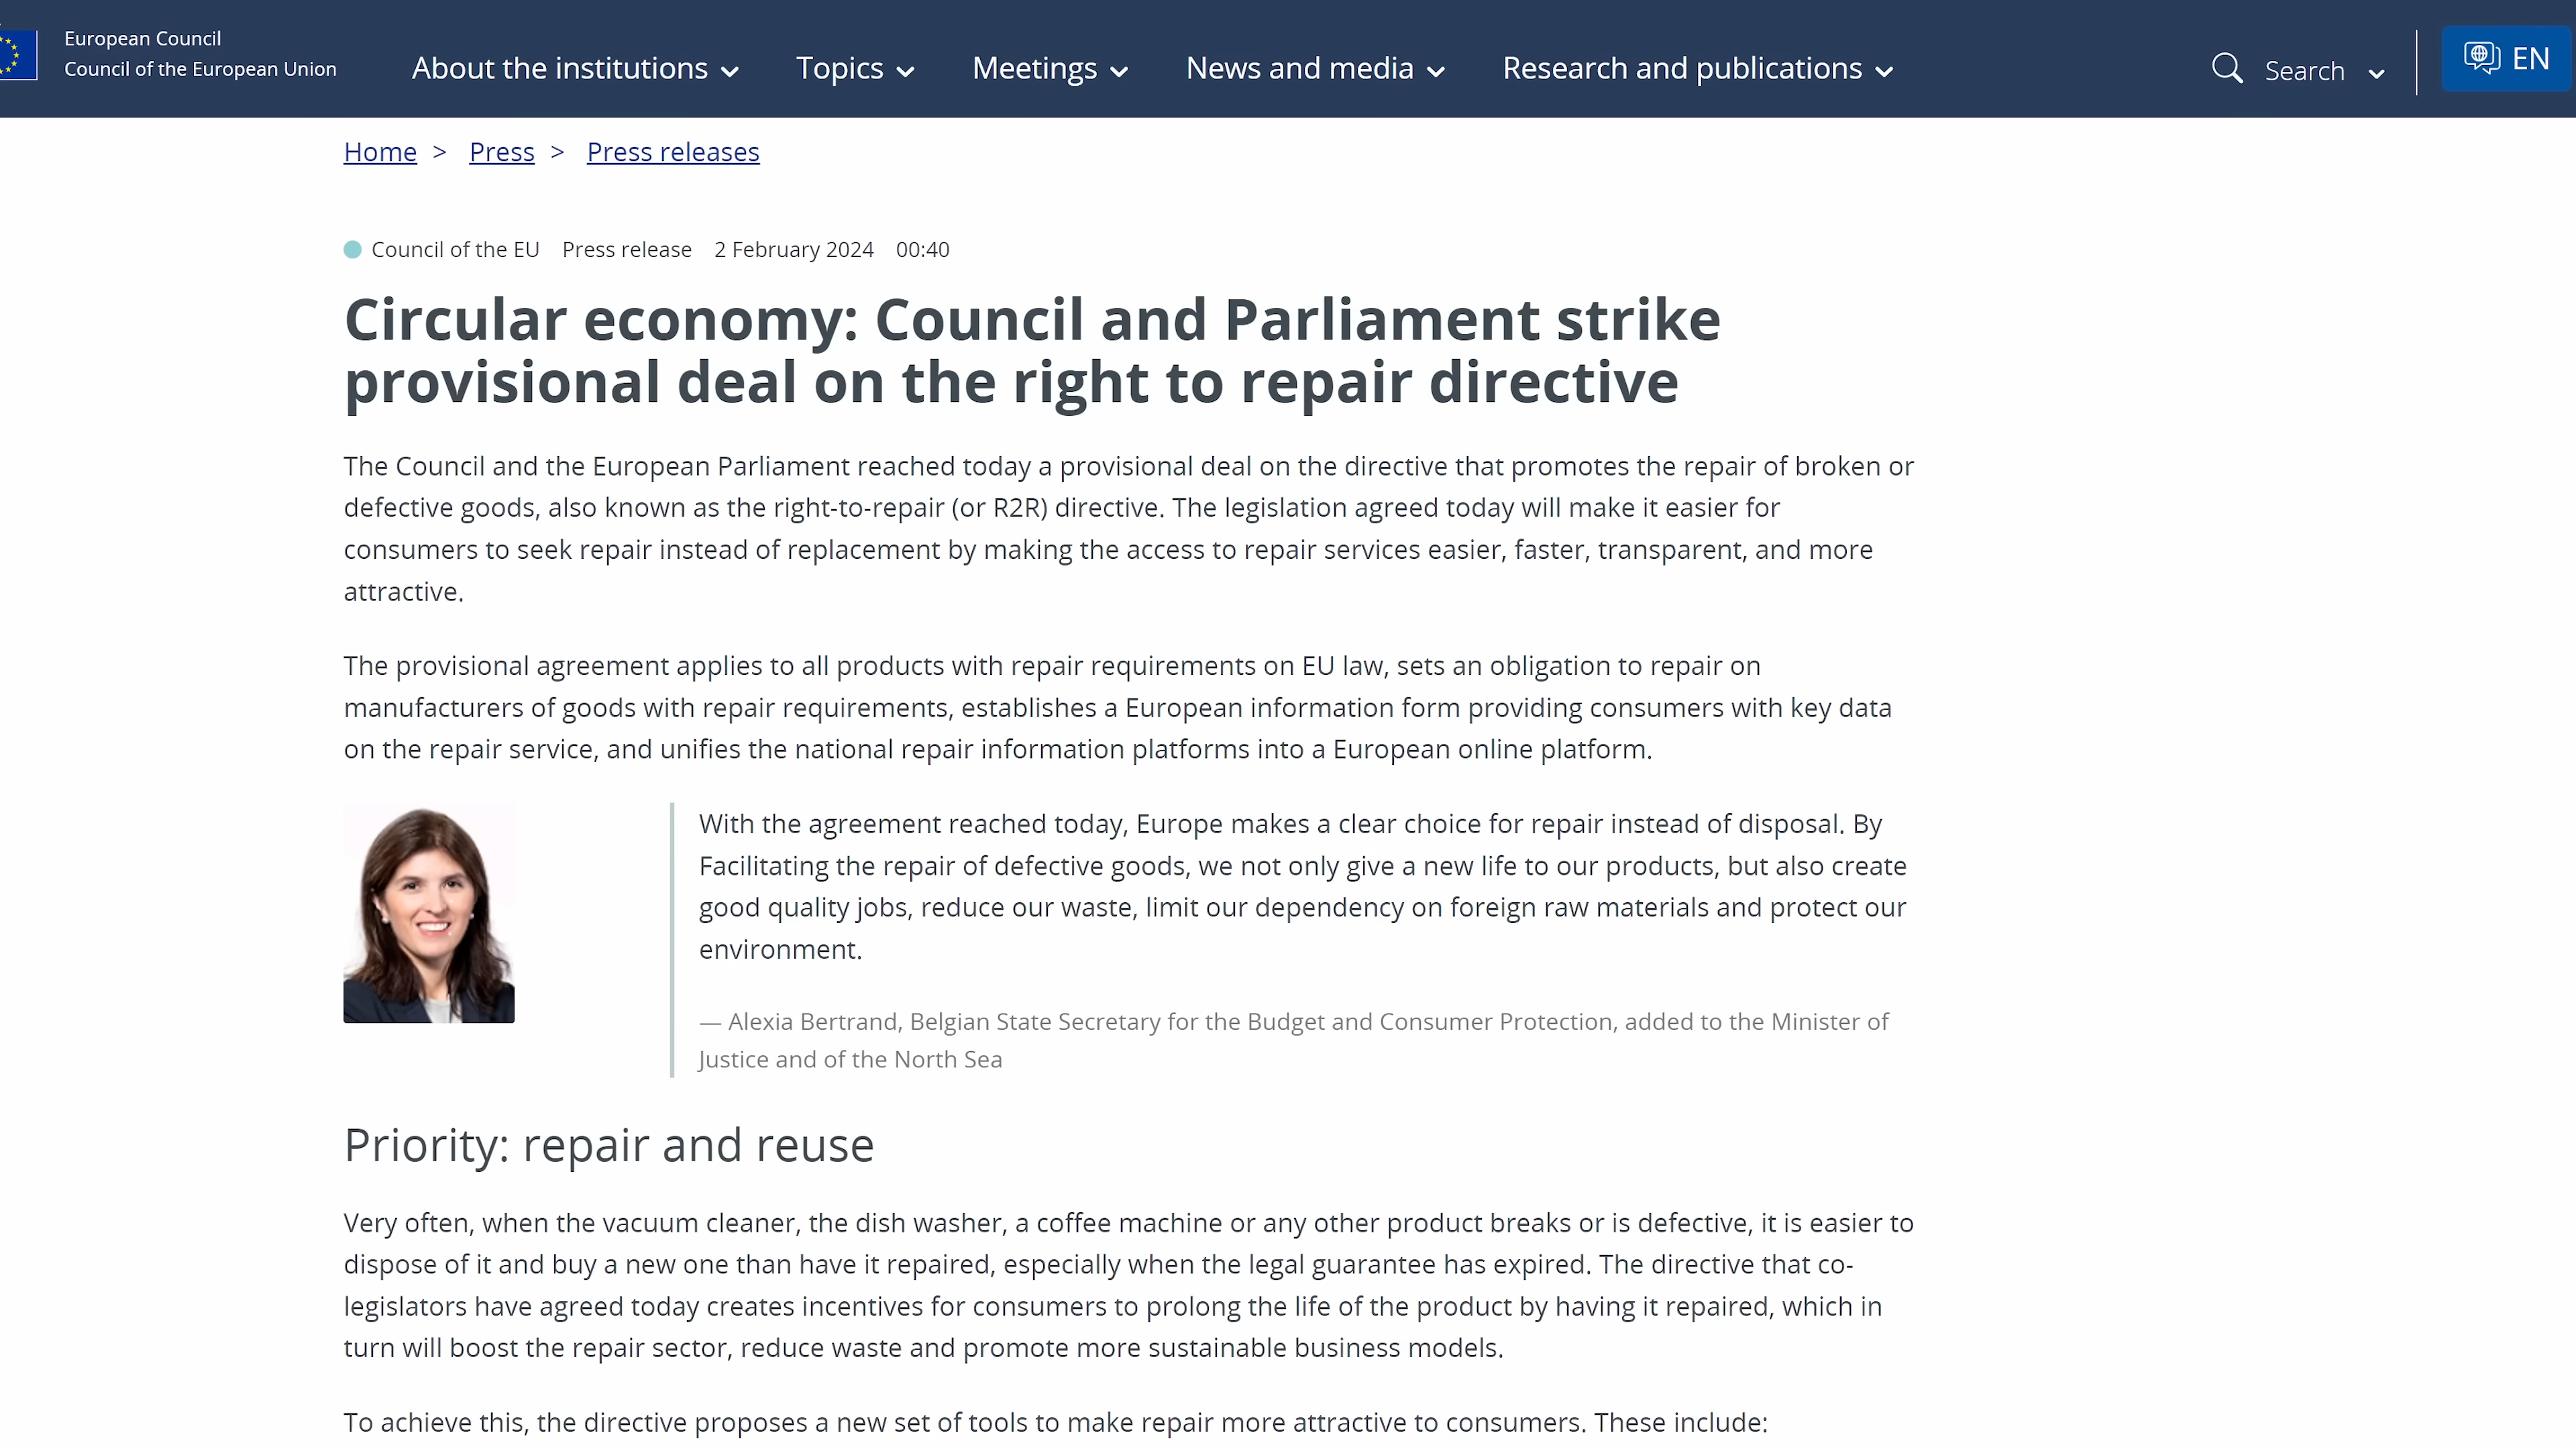 European Council
Council of the European Union
About the institutions
Topics
Meetings
News and media
Research and publications
Search
EN
Home > Press > Press releases
Council of the EU Press release 2 February 2024 00:40
Circular economy: Council and Parliament strike
provisional deal on the right to repair directive
The Council and the European Parliament reached today a provisional deal on the directive that promotes the repair of broken or
defective goods, also known as the right-to-repair (or R2R) directive. The legislation agreed today will make it easier for
consumers to seek repair instead of replacement by making the access to repair services easier, faster, transparent, and more
attractive.
The provisional agreement applies to all products with repair requirements on EU law, sets an obligation to repair on
manufacturers of goods with repair requirements, establishes a European information form providing consumers with key data
on the repair service, and unifies the national repair information platforms into a European online platform.
With the agreement reached today, Europe makes a clear choice for repair instead of disposal. By
Facilitating the repair of defective goods, we not only give a new life to our products, but also create
good quality jobs, reduce our waste, limit our dependency on foreign raw materials and protect our
environment.
— Alexia Bertrand, Belgian State Secretary for the Budget and Consumer Protection, added to the Minister of
Justice and of the North Sea
Priority: repair and reuse
Very often, when the vacuum cleaner, the dish washer, a coffee machine or any other product breaks or is defective, it is easier to
dispose of it and buy a new one than have it repaired, especially when the legal guarantee has expired. The directive that co-
legislators have agreed today creates incentives for consumers to prolong the life of the product by having it repaired, which in
turn will boost the repair sector, reduce waste and promote more sustainable business models.
To achieve this, the directive proposes a new set of tools to make repair more attractive to consumers. These include: